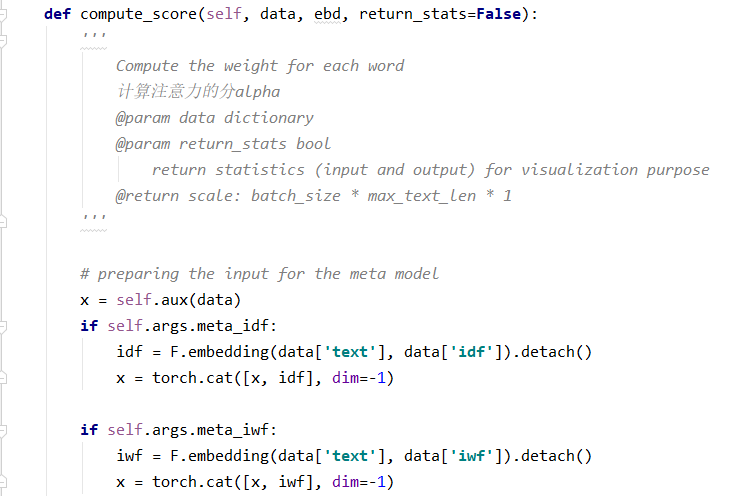 def compute_score(self, data, ebd, return_stats=False):
'''
Compute the weight for each word
计算注意力的分alpha
@param data dictionary
@param return_stats bool
return statistics (input and output) for visualization purpose
@return scale: batch_size * max_text_len * 1
'''
# preparing the input for the meta model
x = self.aux(data)
if self.args.meta_idf:
idf = F.embedding(data['text'], data['idf']).detach()
x = torch.cat([x, idf], dim=-1)
if self.args.meta_iwf:
iwf = F.embedding(data['text'], data['iwf']).detach()
x = torch.cat([x, iwf], dim=-1)